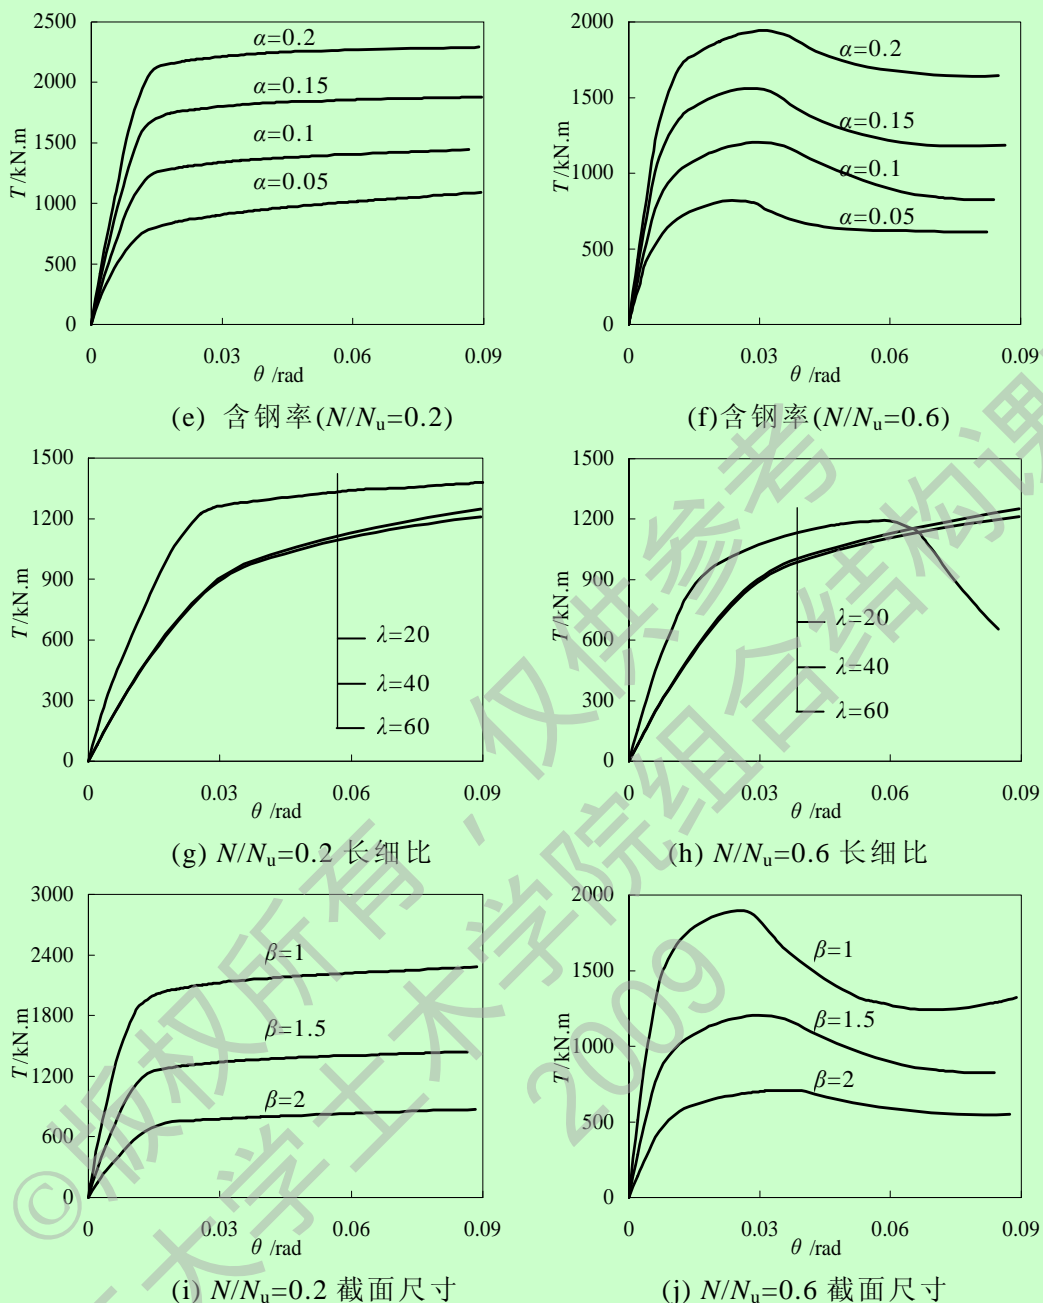 2500
2000
1500
1000
500
0
T/kN.m
α=0.2
α=0.15
α=0.1
α=0.05
0 0.03 0.06 0.09
θ /rad
(e) 含钢率(N/Nu=0.2)
2000
1500
1000
500
0
T/kN.m
α=0.2
α=0.15
α=0.1
α=0.05
0 0.03 0.06 0.09
θ /rad
(f)含钢率(N/Nu=0.6)
1500
1200
900
600
300
0
T/kN.m
λ=20
λ=40
λ=60
0 0.03 0.06 0.09
θ /rad
(g) N/Nu=0.2 长细比
1500
1200
900
600
300
0
T/kN.m
λ=20
λ=40
λ=60
0 0.03 0.06 0.09
θ /rad
(h) N/Nu=0.6 长细比
3000
2400
1800
1200
600
0
T/kN.m
β=1
β=1.5
β=2
0 0.03 0.06 0.09
θ /rad
(i) N/Nu=0.2 截面尺寸
2000
1500
1000
500
0
T/kN.m
β=1
β=1.5
β=2
0 0.03 0.06 0.09
θ /rad
(j) N/Nu=0.6 截面尺寸
©版权所有，仅供参考
大学土木学院组合结构课
2009